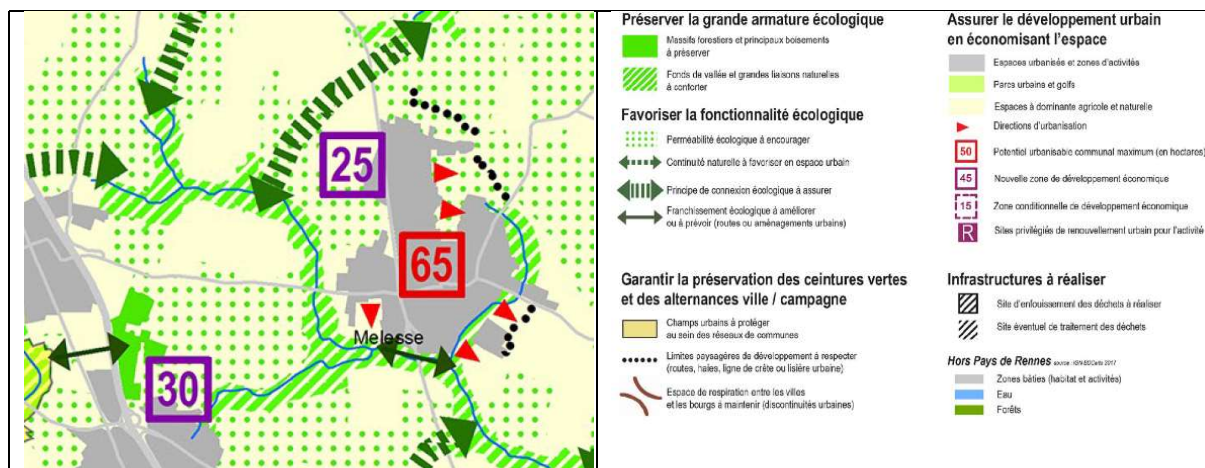 25
65
Melesse
30
Préserver la grande armature écologique
Massifs forestiers et principaux boisements
à préserver
Fonds de vallée et grandes liaisons naturelles
à conforter
Favoriser la fonctionnalité écologique
Perméabilité écologique à encourager
Continuité naturelle à favoriser en espace urbain
Principe de connexion écologique à assurer
Franchissement écologique à améliorer
ou à prévoir (routes ou aménagements urbains)
Garantir la préservation des ceintures vertes
et des alternances ville / campagne
Champs urbains à protéger
au sein des réseaux de communes
Limites paysagères de développement à respecter
(routes, haies, ligne de crête ou lisière urbaine)
Espace de respiration entre les villes
et les bourgs à maintenir (discontinuités urbaines)
Assurer le développement urbain
en économisant l'espace
Espaces urbanisés et zones d'activités
Parcs urbains et golfs
Espaces à dominante agricole et naturelle
Directions d'urbanisation
50 Potentiel urbanisable communal maximum (en hectares)
45 Nouvelle zone de développement économique
15 Zone conditionnelle de développement économique
R Sites privilégiés de renouvellement urbain pour l'activité
Infrastructures à réaliser
Site d'enfouissement des déchets à réaliser
Site éventuel de traitement des déchets
Hors Pays de Rennes source : IGN-BDCarto 2017
Zones bâties (habitat et activités)
Eau
Forêts